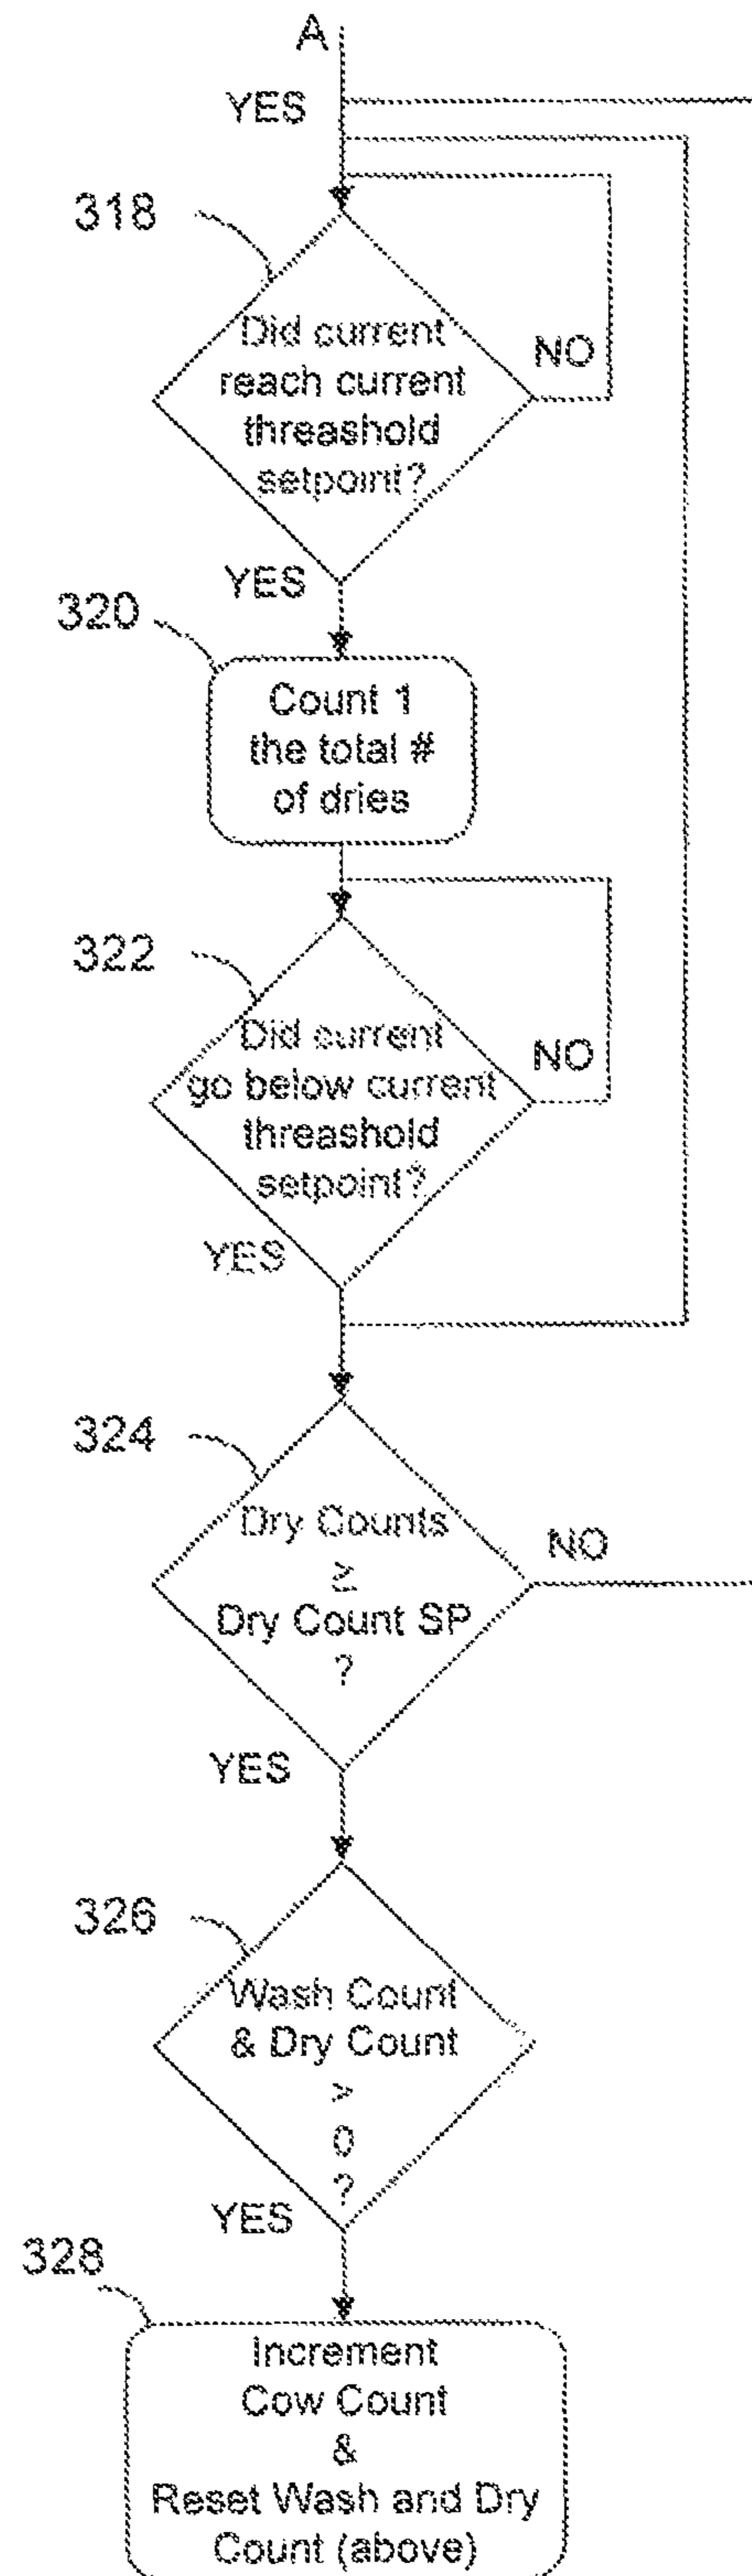 A
YES
318
Did current
reach current
threashold
setpoint?
NO
YES
320
Count 1
the total #
of dries
322
Did current
go below current
threashold
setpoint?
NO
YES
324
Dry Counts
≥
Dry Count SP
?
NO
YES
326
Wash Count
& Dry Count
>
0
?
YES
328
Increment
Cow Count
&
Reset Wash and Dry
Count (above)